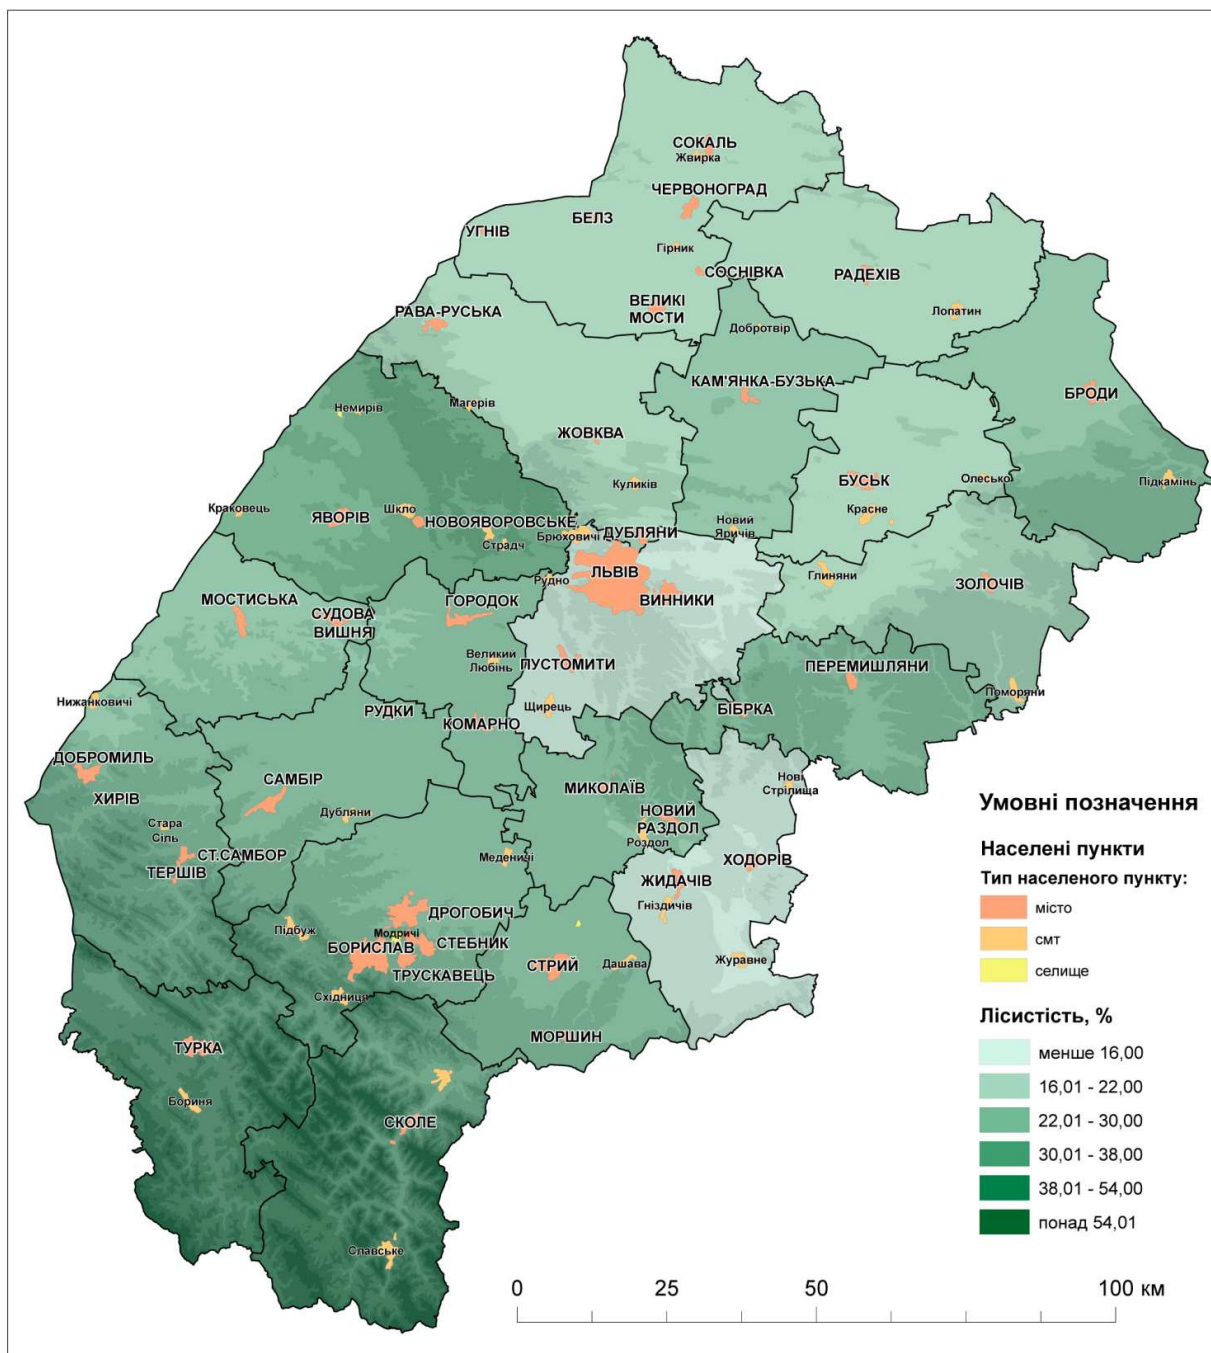 СОКАЛЬ
Жвирка
ЧЕРВОНОГРАД
БЕЛЗ
УГНІВ
Гірник
СОСНІВКА
РАДЕХІВ
ВЕЛИКІ
МОСТИ
Лопатин
РАВА-РУСЬКА
Добротвір
КАМ'ЯНКА-БУЗЬКА
БРОДИ
Немирів
Магерів
ЖОВКВА
Куликів
БУСЬК
Олесько
Підкамінь
Краковець
ЯВОРІВ
Шкло
НОВОЯВОРОВСЬКЕ
Красне
Страдч
Брюховичі
ДУБЛЯНИ
Новий
Яричів
Рудно
ЛЬВІВ
ВИННИКИ
Глиняни
ЗОЛОЧІВ
МОСТИСЬКА
СУДОВА
ВИШНЯ
ГОРОДОК
Великий
Любінь
ПУСТОМИТИ
ПЕРЕМИШЛЯНИ
Поморяни
Нижанковичі
РУДКИ
КОМАРНО
Щирець
БІБРКА
ДОБРОМИЛЬ
ХИРІВ
САМБІР
Дубляни
МИКОЛАЇВ
Нові
Стрілища
НОВИЙ
РАЗДОЛ
Роздол
Стара
Сіль
СТ.САМБОР
ТЕРШІВ
Меденичі
ХОДОРІВ
ЖИДАЧІВ
Гніздичів
ДРОГОБИЧ
Підбуж
Модричі
БОРИСЛАВ
СТЕБНИК
ТРУСКАВЕЦЬ
СТРИЙ
Дашава
Журавне
Східниця
МОРШИН
ТУРКА
Бориня
СКОЛЕ
Славське
Умовні позначення
Населені пункти
Тип населеного пункту:
місто
смт
селище
Лісистість, %
менше 16,00
16,01 - 22,00
22,01 - 30,00
30,01 - 38,00
38,01 - 54,00
понад 54,01
0 25 50 100 км